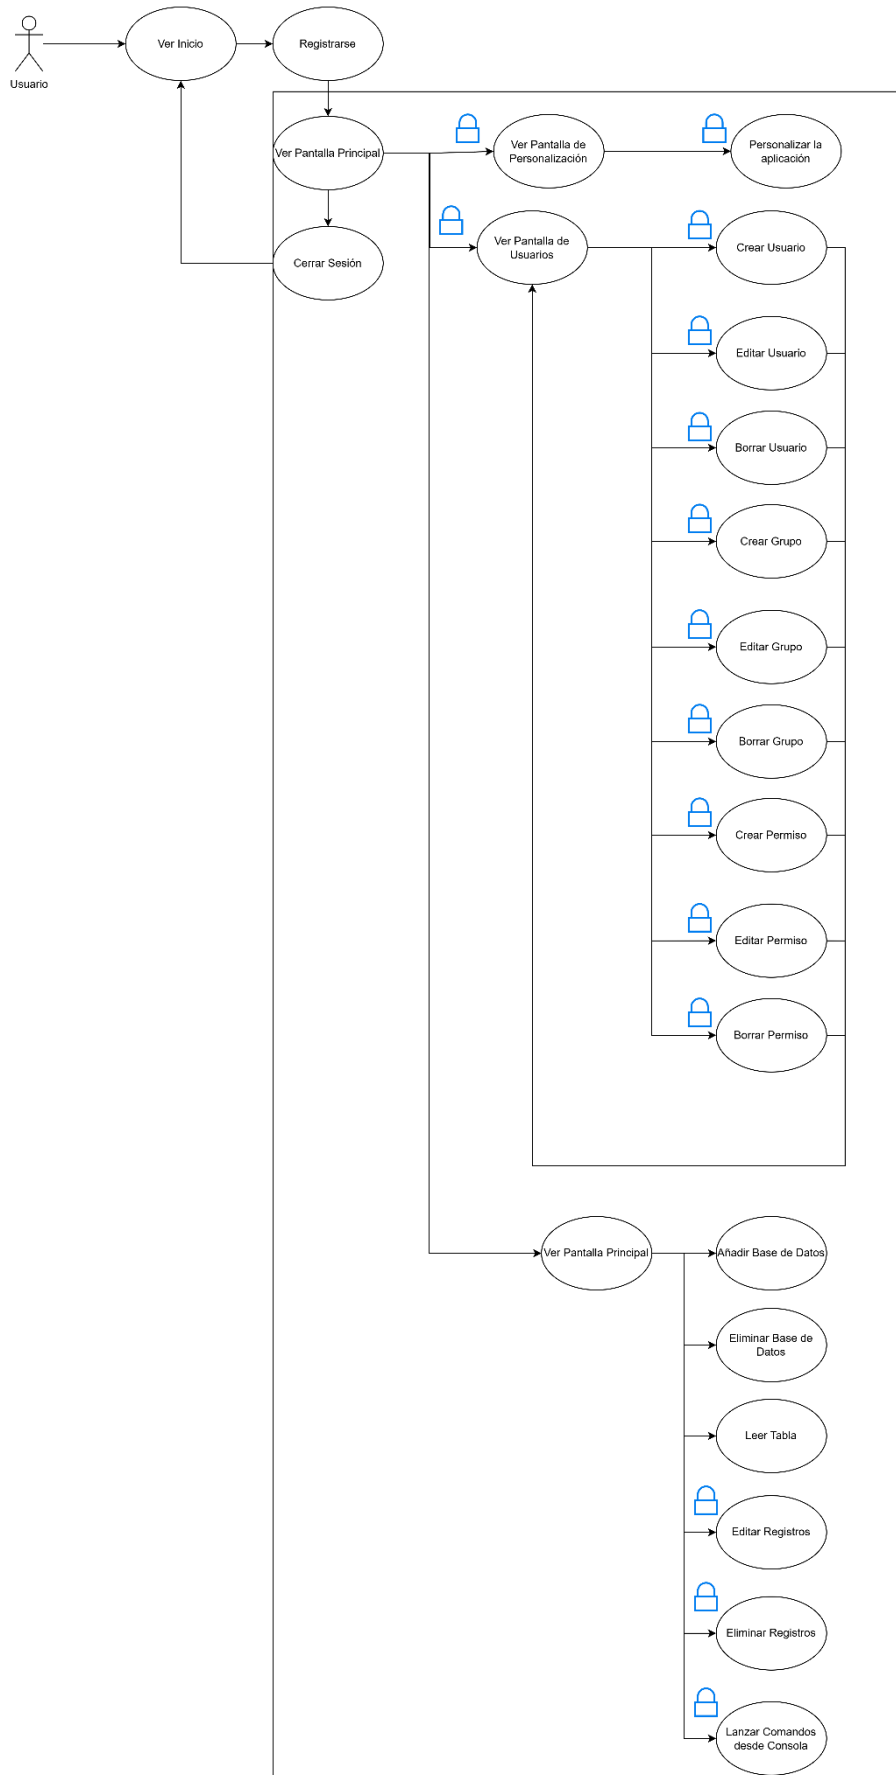 Usuario
Ver Inicio
Registrarse
Ver Pantalla Principal
Ver Pantalla de
Personalización
Personalizar la
aplicación
Cerrar Sesión
Ver Pantalla de
Usuarios
Crear Usuario
Editar Usuario
Borrar Usuario
Crear Grupo
Editar Grupo
Borrar Grupo
Crear Permiso
Editar Permiso
Borrar Permiso
Ver Pantalla Principal
Añadir Base de Datos
Eliminar Base de
Datos
Leer Tabla
Editar Registros
Eliminar Registros
Lanzar Comandos
desde Consola